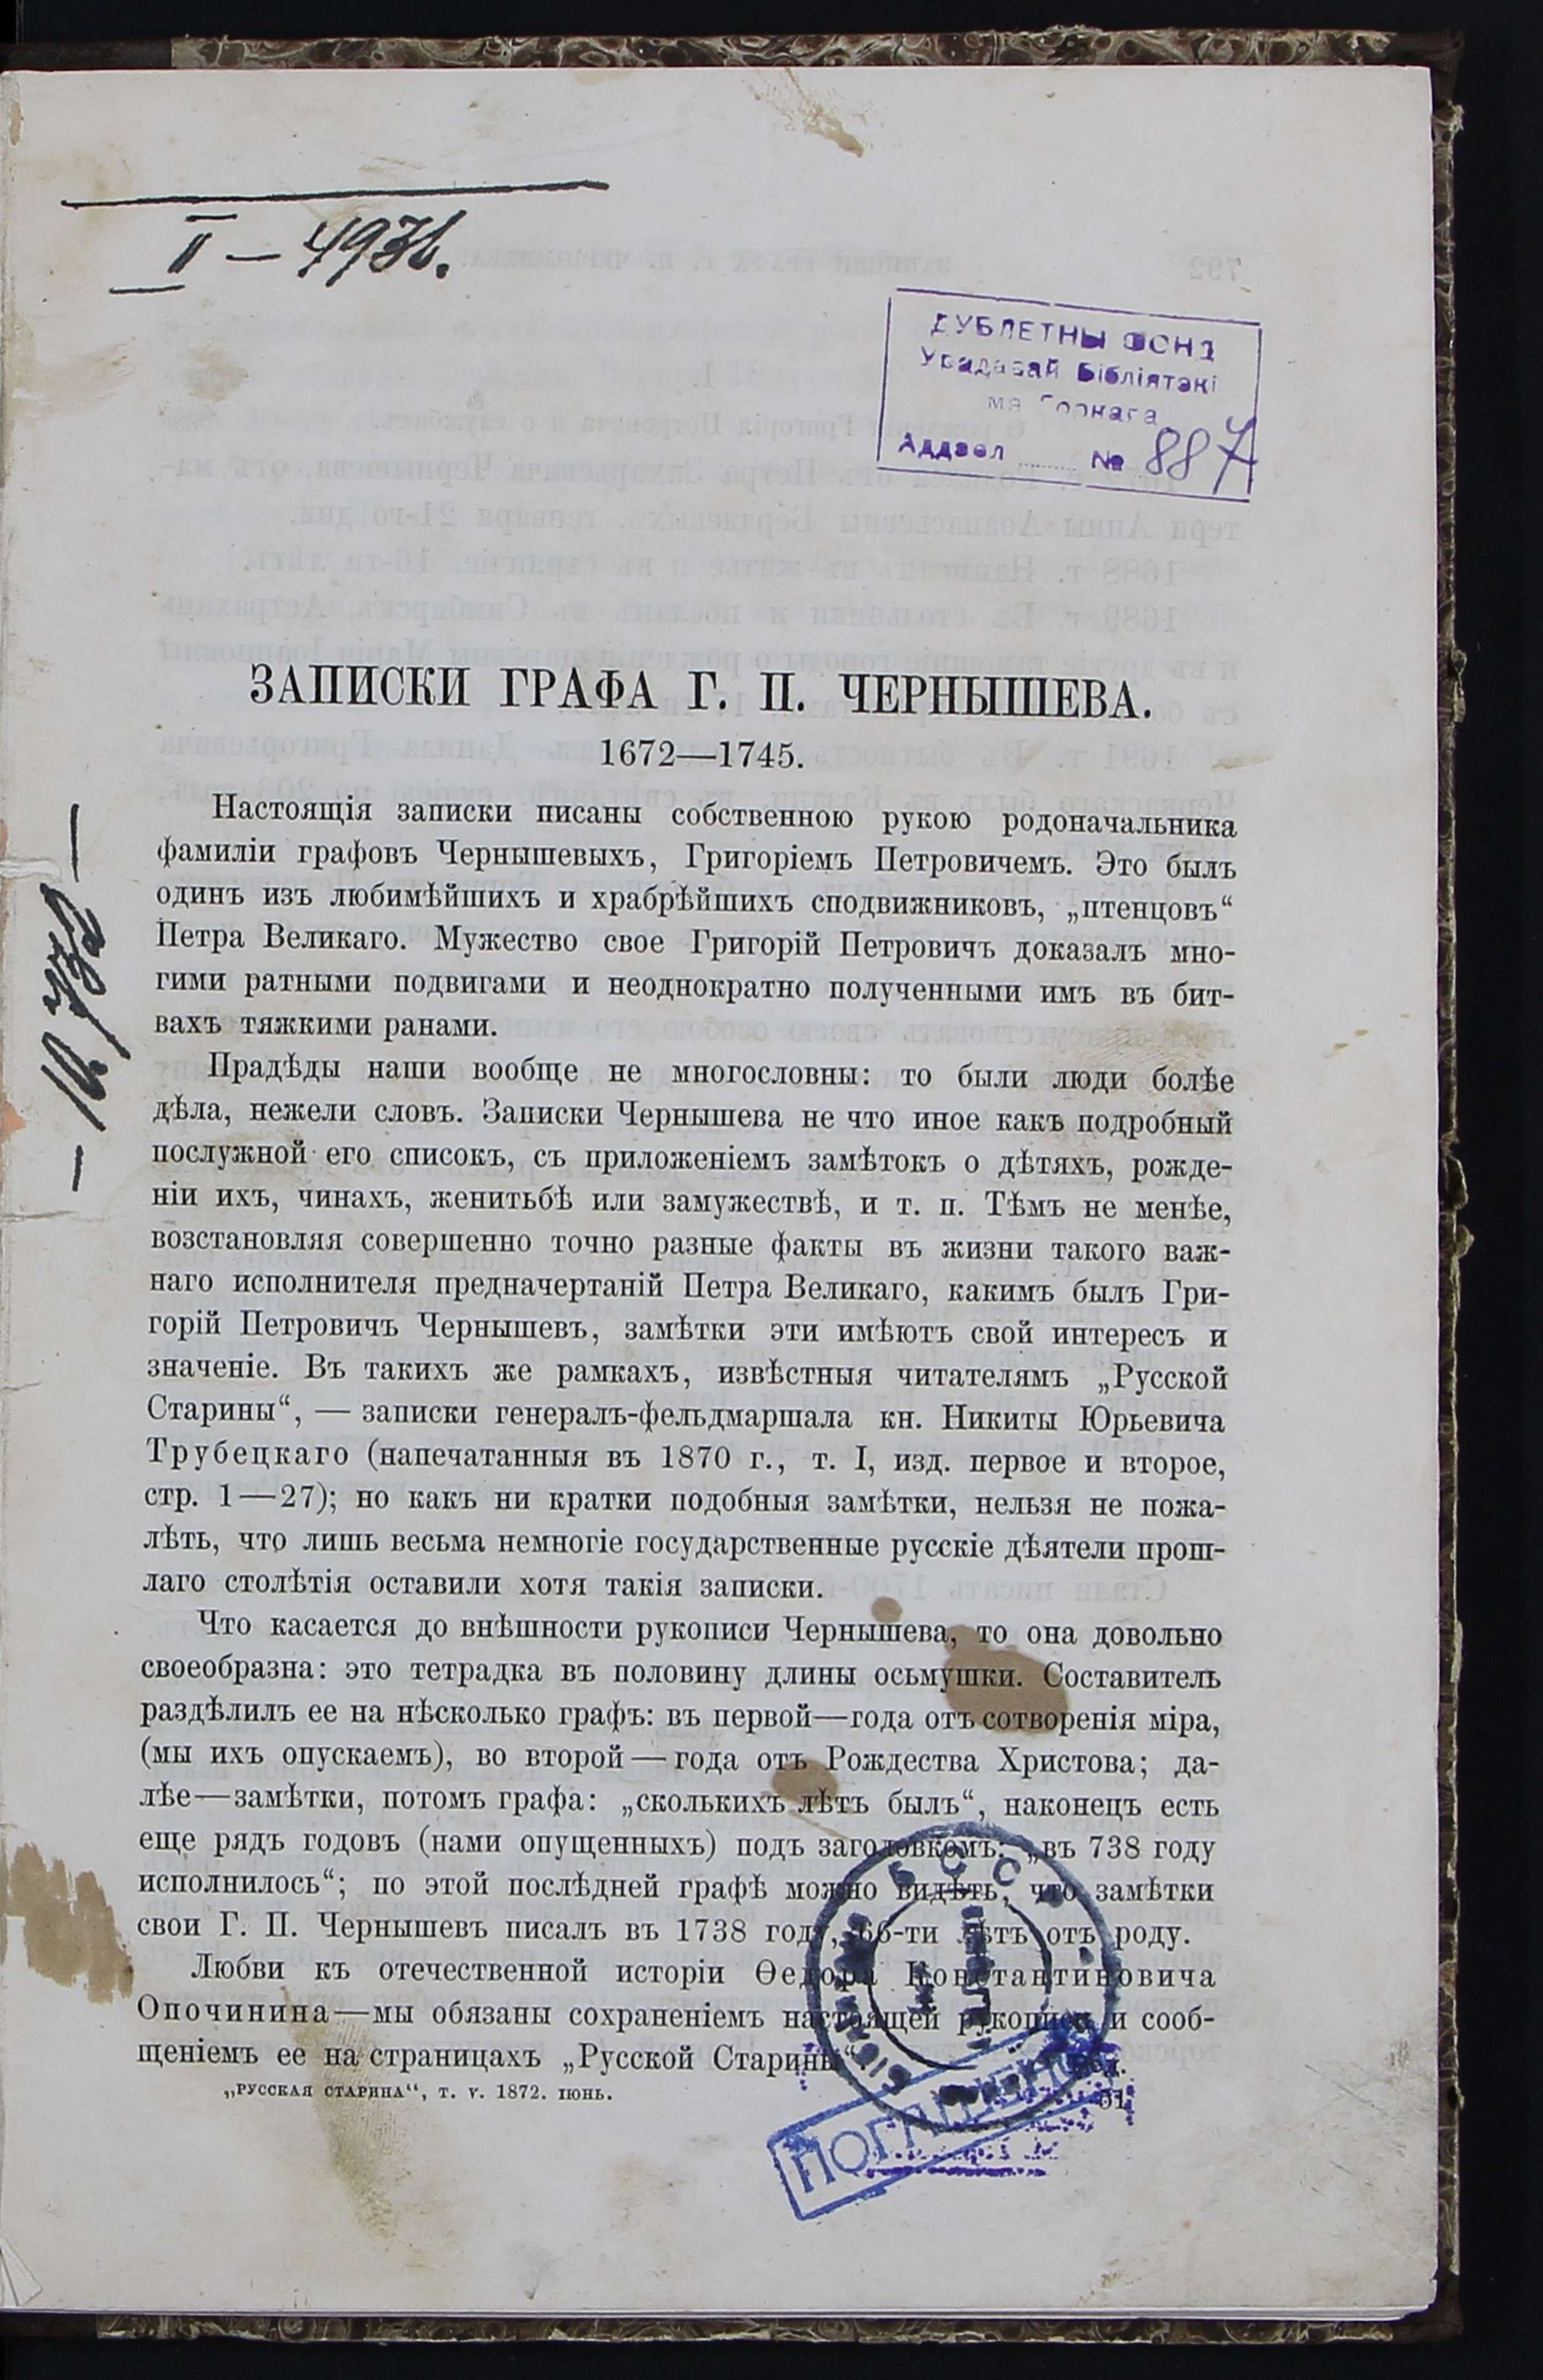 II — 4931.
ДУБЛЕТНЫ ФОНД
Урадавай Бібліятэкі
Горкага
Аддзел № 887
ЗАПИСКИ ГРАФА Г. П. ЧЕРНЫШЕВА.
1672—1745.
Настоящія записки писаны собственною рукою родоначальника
фамиліи графовъ Чернышевыхъ, Григоріемъ Петровичемъ. Это былъ
одинъ изъ любимѣйшихъ и храбрѣйшихъ сподвижниковъ, „птенцовъ“
Петра Великаго. Мужество свое Григорій Петровичъ доказалъ мно-
гими ратными подвигами и неоднократно полученными имъ въ бит-
вахъ тяжкими ранами.
Прадѣды наши вообще не многословны: то были люди болѣе
дѣла, нежели словъ. Записки Чернышева не что иное какъ подробный
послужной его списокъ, съ приложеніемъ замѣтокъ о дѣтяхъ, рожде-
ніи ихъ, чинахъ, женитьбѣ или замужествѣ, и т. п. Тѣмъ не менѣе,
возстановляя совершенно точно разные факты въ жизни такого важ-
наго исполнителя предначертаній Петра Великаго, какимъ былъ Гри-
горій Петровичъ Чернышевъ, замѣтки эти имѣютъ свой интересъ и
значеніе. Въ такихъ же рамкахъ, извѣстныя читателямъ „Русской
Старины“, — записки генералъ-фельдмаршала кн. Никиты Юрьевича
Трубецкаго (напечатанныя въ 1870 г., т. I, изд. первое и второе,
стр. 1—27); но какъ ни кратки подобныя замѣтки, нельзя не пожа-
лѣть, что лишь весьма немногіе государственные русскіе дѣятели прош-
лаго столѣтія оставили хотя такія записки.
Что касается до внѣшности рукописи Чернышева, то она довольно
своеобразна: это тетрадка въ половину длины осьмушки. Составитель
раздѣлилъ ее на нѣсколько графъ: въ первой—года отъ сотворенія міра,
(мы ихъ опускаемъ), во второй — года отъ Рождества Христова; да-
лѣе—замѣтки, потомъ графа: „сколькихъ лѣтъ былъ“, наконецъ есть
еще рядъ годовъ (нами опущенныхъ) подъ заголовкомъ: „въ 738 году
исполнилось“; по этой послѣдней графѣ можно видѣть, что замѣтки
свои Г. П. Чернышевъ писалъ въ 1738 году, 66-ти лѣтъ отъ роду.
Любви къ отечественной исторіи Ѳедора Константиновича
Опочинина—мы обязаны сохраненіемъ настоящей рукописи и сооб-
щеніемъ ее на страницахъ „Русской Старины“.
Ред.
„РУССКАЯ СТАРИНА“, Т. V. 1872. ІЮНЬ.
51
ПОГАШЕНО